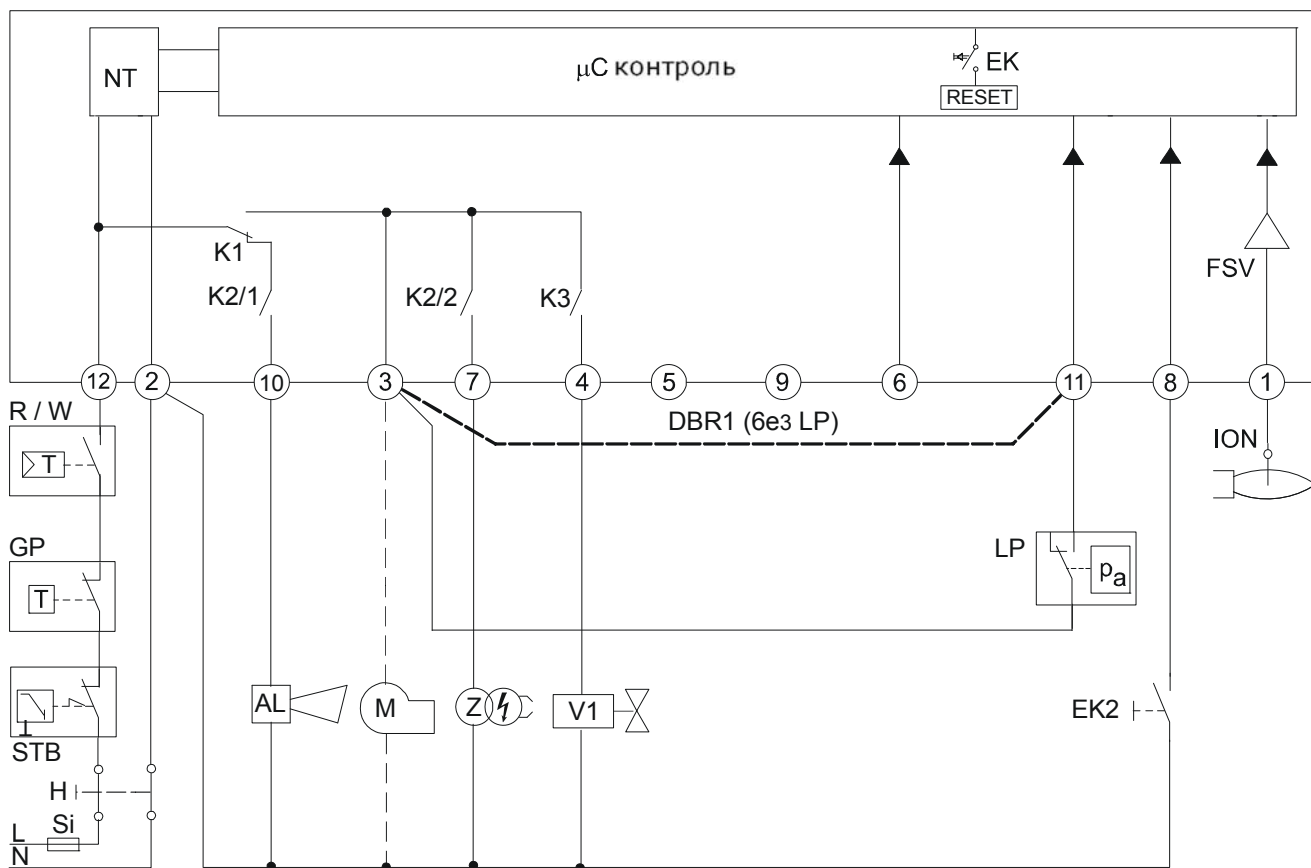 NT
μC контроль
EK
RESET
K1
FSV
K2/1
K2/2
K3
12
2
10
3
7
4
5
9
6
11
8
1
R / W
DBR1 (6e3 LP)
ION
T
GP
LP
T
pa
AL
M
Z
V1
EK2
STB
H
Si
L
N